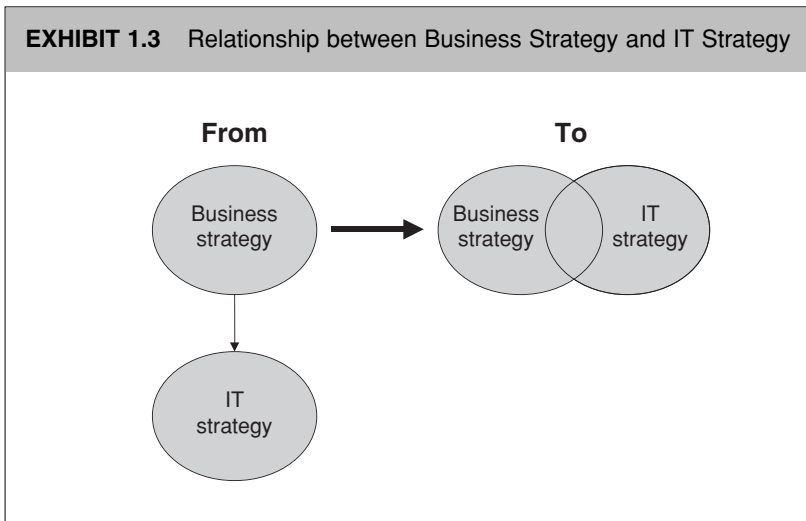 EXHIBIT 1.3 Relationship between Business Strategy and IT Strategy
From
To
Business
strategy
Business
strategy
IT
strategy
IT
strategy